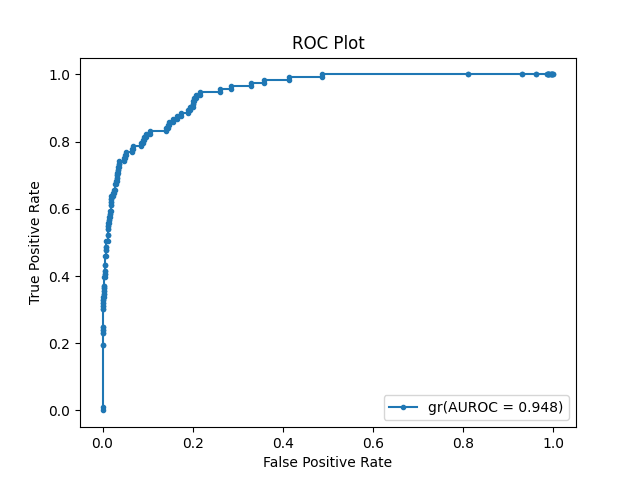 ROC Plot
True Positive Rate
1.0
0.8
0.6
0.4
0.2
0.0
gr(AUROC = 0.948)
0.0 0.2 0.4 0.6 0.8 1.0
False Positive Rate